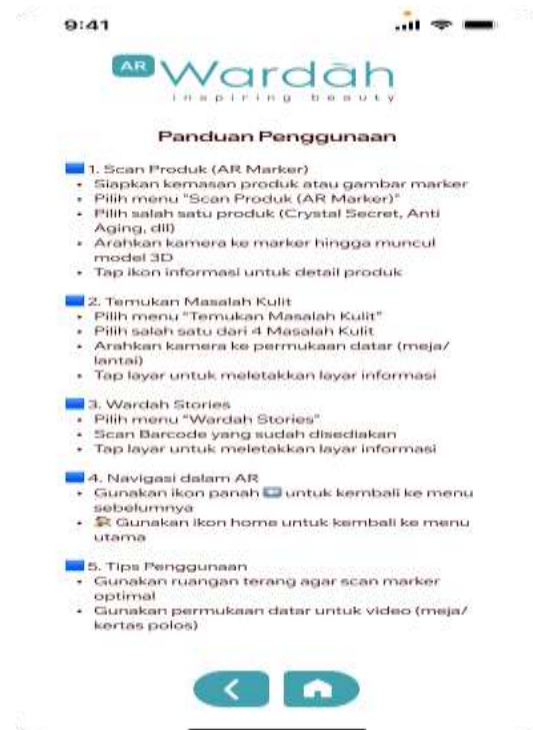 9:41
AR
Wardah
inspiring beauty
Panduan Penggunaan
1. Scan Produk (AR Marker)
• Siapkan kemasan produk atau gambar marker
• Pilih menu "Scan Produk (AR Marker)"
• Pilih salah satu produk (Crystal Secret, Anti
Aging, dll)
• Arahkan kamera ke marker hingga muncul
model 3D
• Tap ikon informasi untuk detail produk
2. Temukan Masalah Kulit
• Pilih menu "Temukan Masalah Kulit"
• Pilih salah satu dari 4 Masalah Kulit
• Arahkan kamera ke permukaan datar (meja/
lantai)
• Tap layar untuk meletakkan layar informasi
3. Wardah Stories
• Pilih menu "Wardah Stories"
• Scan Barcode yang sudah disediakan
• Tap layar untuk meletakkan layar informasi
4. Navigasi dalam AR
• Gunakan ikon panah untuk kembali ke menu
sebelumnya
• Gunakan ikon home untuk kembali ke menu
utama
5. Tips Penggunaan
• Gunakan ruangan terang agar scan marker
optimal
• Gunakan permukaan datar untuk video (meja/
kertas polos)